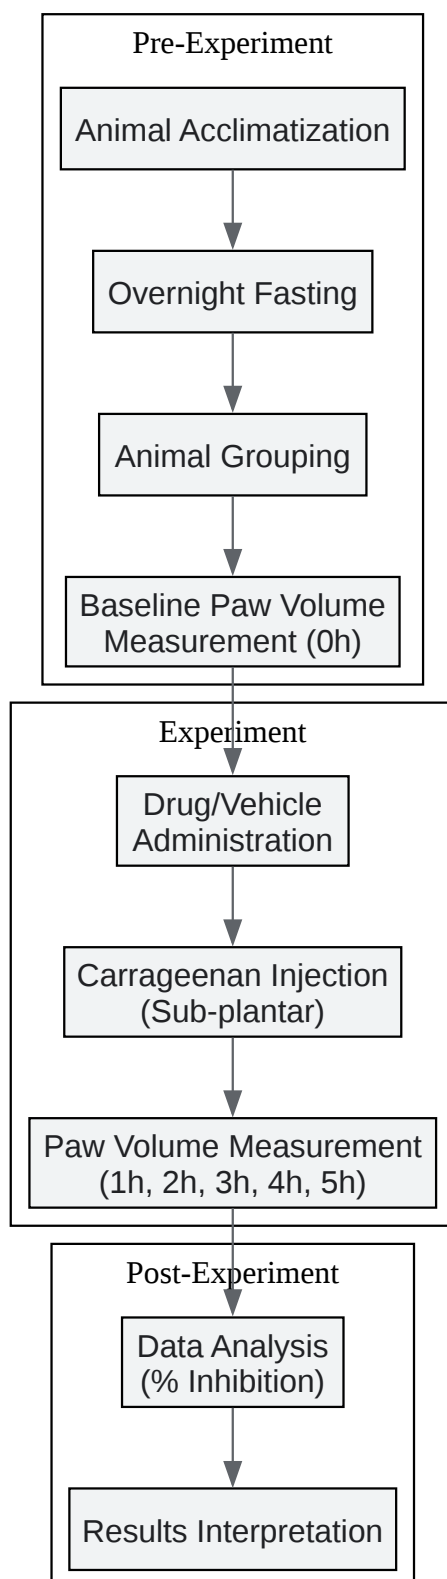 Pre-Experiment
Animal Acclimatization
Overnight Fasting
Animal Grouping
Baseline Paw Volume
Measurement (0h)
Experiment
Drug/Vehicle
Administration
Carrageenan Injection
(Sub-plantar)
Paw Volume Measurement
(1h, 2h, 3h, 4h, 5h)
Post-Experiment
Data Analysis
(% Inhibition)
Results Interpretation